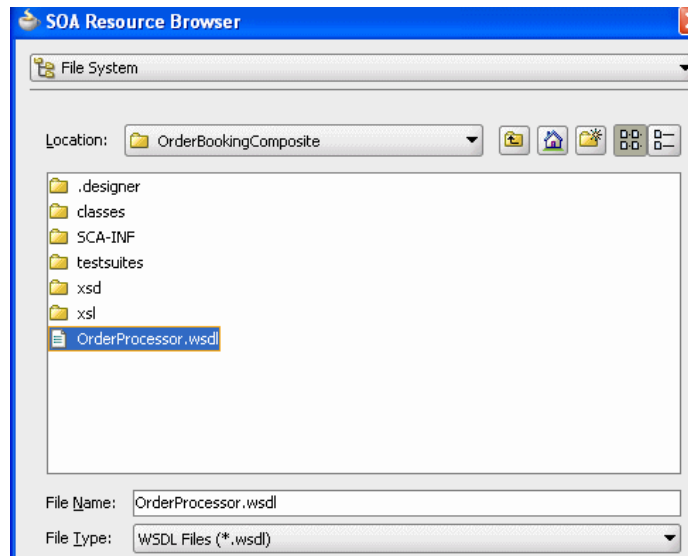 SOA Resource Browser
File System
Location: OrderBookingComposite
.designer
classes
SCA-INF
testsuites
xsd
xsl
OrderProcessor.wsdl
File Name: OrderProcessor.wsdl
File Type: WSDL Files (*.wsdl)